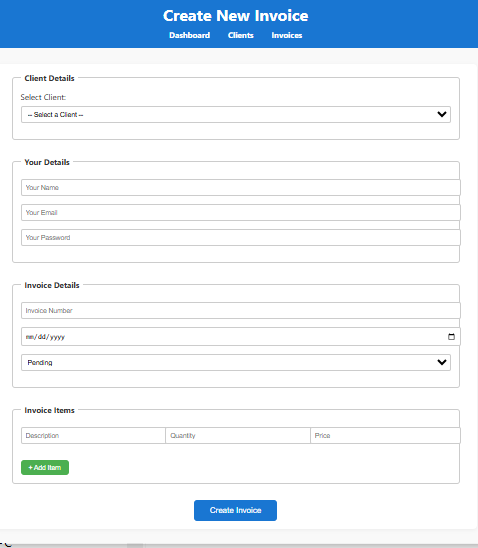 Create New Invoice
Dashboard Clients Invoices
Client Details
Select Client:
-- Select a Client --
Your Details
Your Name
Your Email
Your Password
Invoice Details
Invoice Number
mm/dd/yyyy
Pending
Invoice Items
Description Quantity Price
+ Add Item
Create Invoice